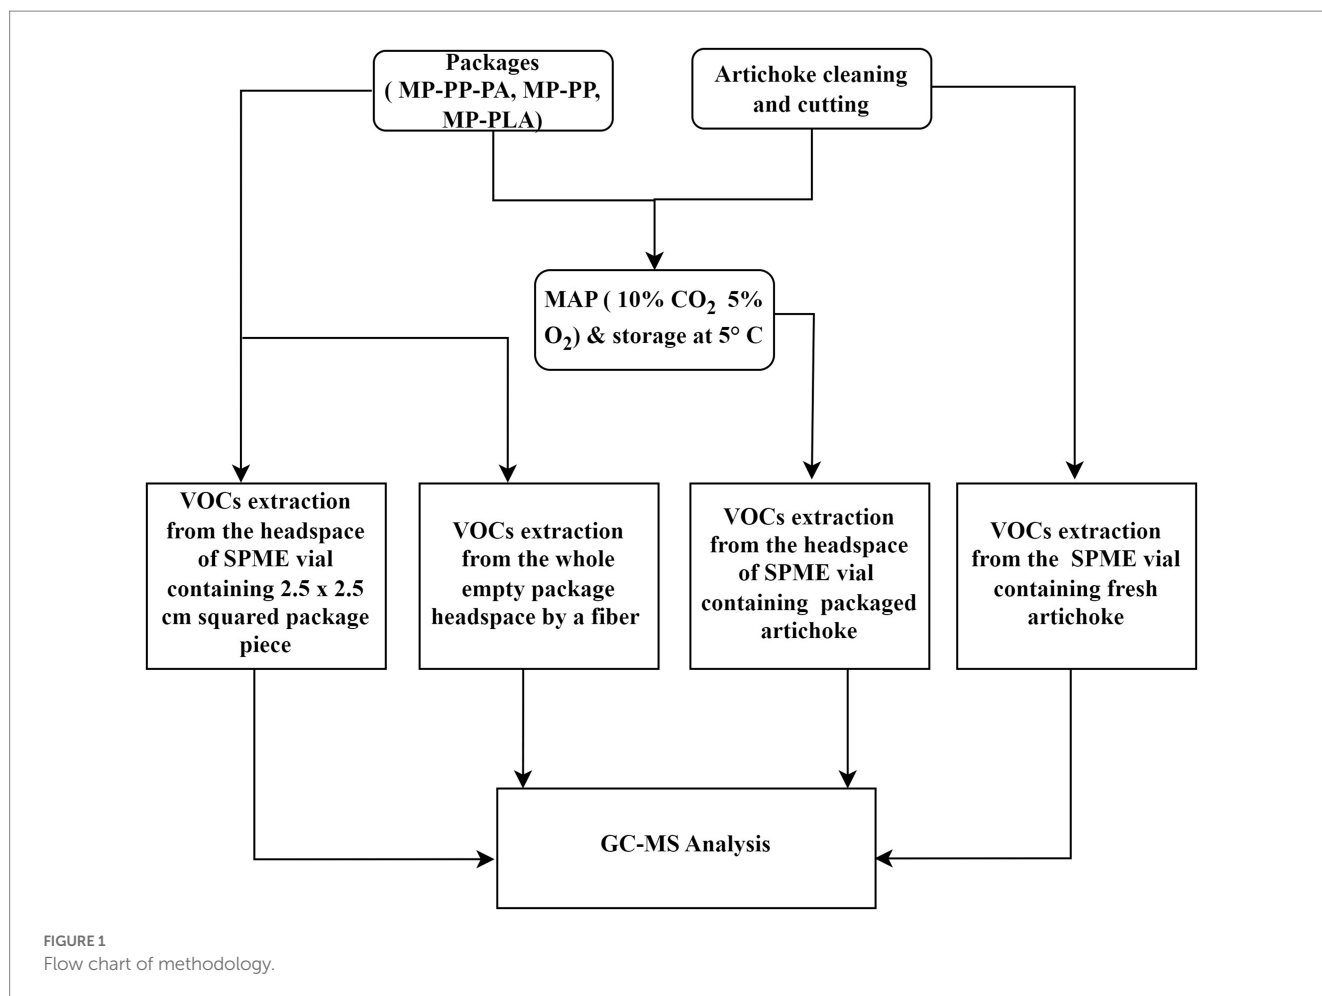 Packages
( MP-PP-PA, MP-PP,
MP-PLA)
Artichoke cleaning
and cutting
MAP ( 10% CO₂ 5%
O₂) & storage at 5° C
VOCs extraction
from the headspace
of SPME vial
containing 2.5 x 2.5
cm squared package
piece
VOCs extraction
from the whole
empty package
headspace by a fiber
VOCs extraction
from the headspace
of SPME vial
containing packaged
artichoke
VOCs extraction
from the SPME vial
containing fresh
artichoke
GC-MS Analysis
FIGURE 1
Flow chart of methodology.